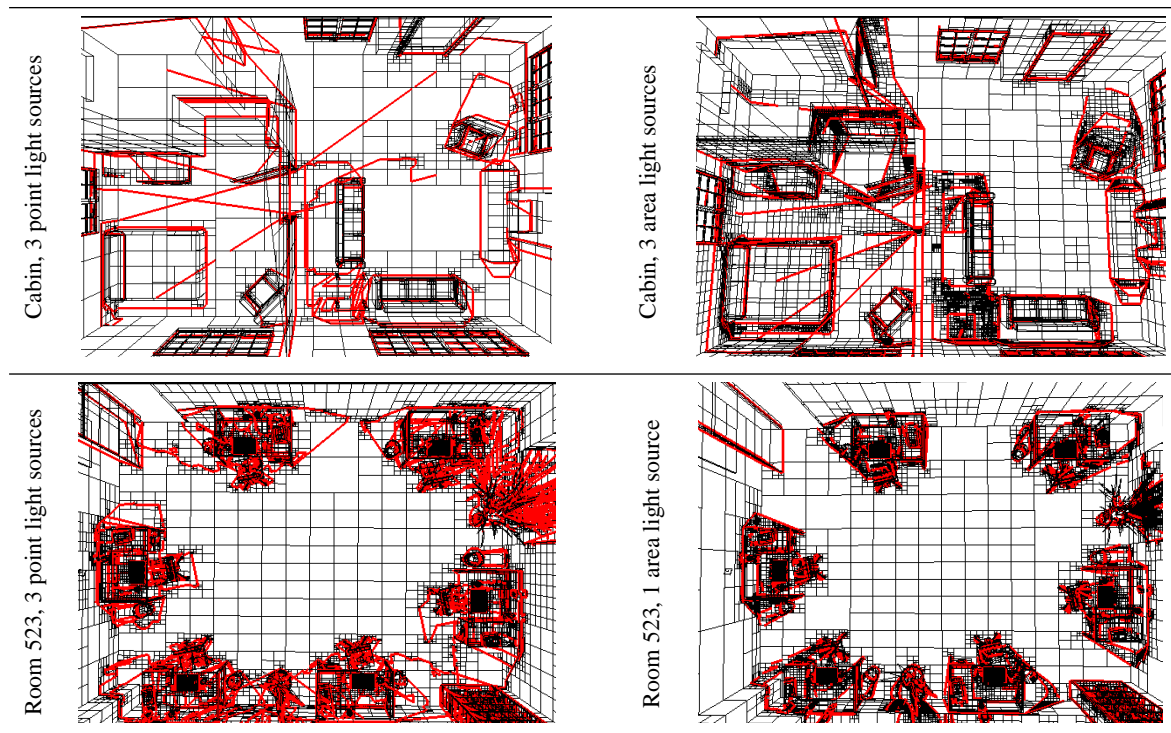 Cabin, 3 point light sources
Cabin, 3 area light sources
Room 523, 3 point light sources
Room 523, 1 area light source